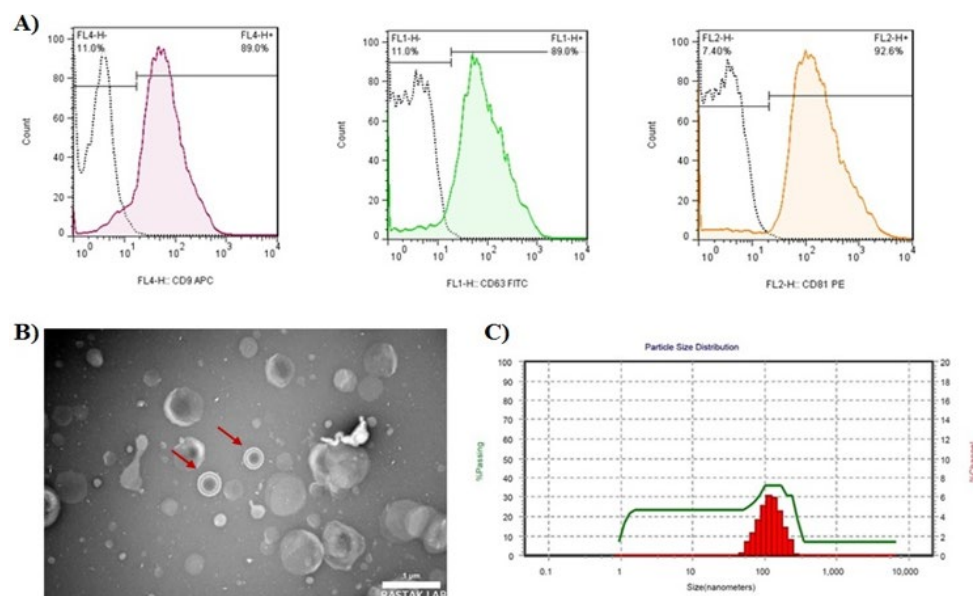 A)
FL4-H- FL4-H+
11.0% 89.0%
100
80
60
40
20
0
Count
10^0 10^1 10^2 10^3 10^4
FL4-H:: CD9 APC
FL1-H- FL1-H+
11.0% 89.0%
100
80
60
40
20
0
Count
10^0 10^1 10^2 10^3 10^4
FL1-H:: CD63 FITC
FL2-H- FL2-H+
7.40% 92.6%
100
80
60
40
20
0
Count
10^0 10^1 10^2 10^3 10^4
FL2-H:: CD81 PE
B)
1 µm
RASTAK LAB
C)
Particle Size Distribution
100 20
90 18
80 16
70 14
60 12
50 10
40 8
30 6
20 4
10 2
0 0
%Passing
%Channel
0.1 1 10 100 1,000 10,000
Size(nanometers)